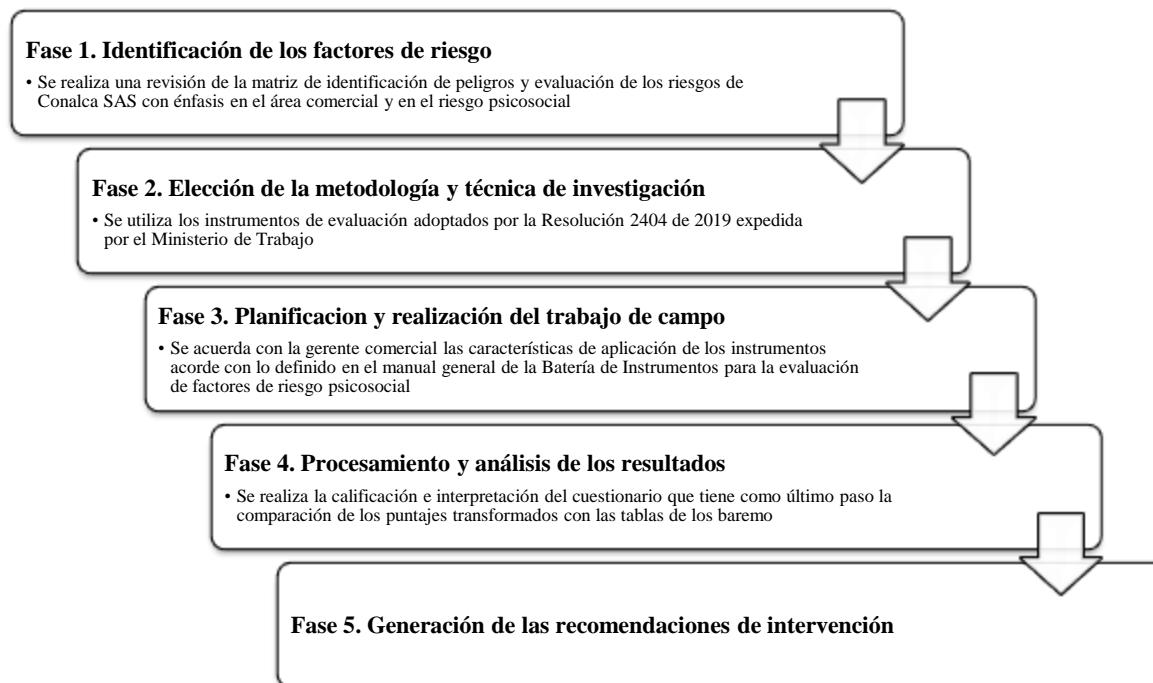 Fase 1. Identificación de los factores de riesgo
• Se realiza una revisión de la matriz de identificación de peligros y evaluación de los riesgos de
Conalca SAS con énfasis en el área comercial y en el riesgo psicosocial
Fase 2. Elección de la metodología y técnica de investigación
• Se utiliza los instrumentos de evaluación adoptados por la Resolución 2404 de 2019 expedida
por el Ministerio de Trabajo
Fase 3. Planificacion y realización del trabajo de campo
• Se acuerda con la gerente comercial las características de aplicación de los instrumentos
acorde con lo definido en el manual general de la Batería de Instrumentos para la evaluación
de factores de riesgo psicosocial
Fase 4. Procesamiento y análisis de los resultados
• Se realiza la calificación e interpretación del cuestionario que tiene como último paso la
comparación de los puntajes transformados con las tablas de los baremo
Fase 5. Generación de las recomendaciones de intervención